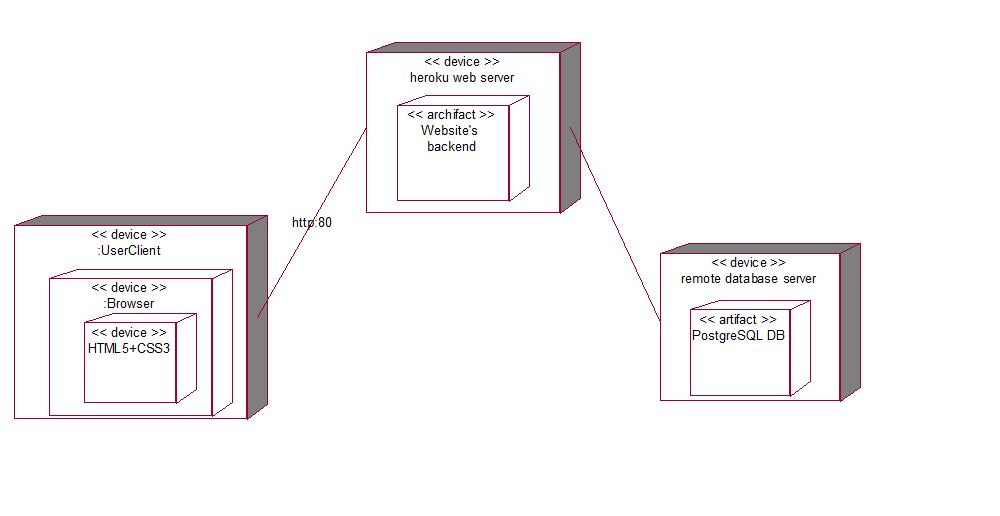 << device >>
heroku web server
<< archifact >>
Website's
backend
http:80
<< device >>
:UserClient
<< device >>
:Browser
<< device >>
HTML5+CSS3
<< device >>
remote database server
<< artifact >>
PostgreSQL DB